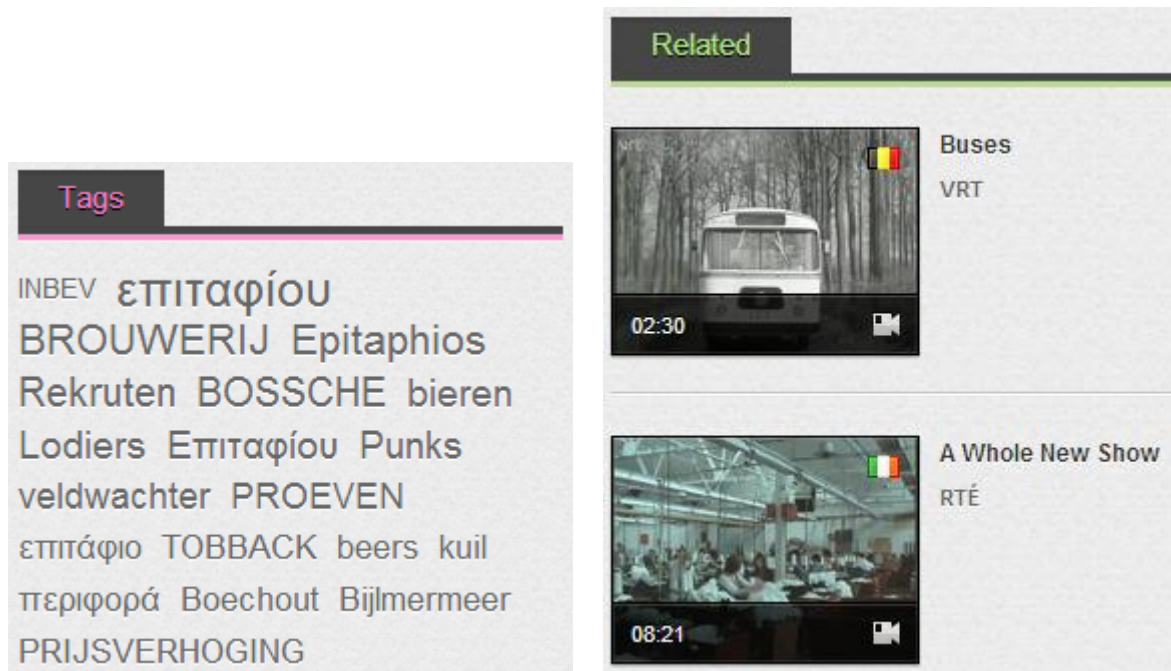 Tags
INBEV επιταφίου
BROUWERIJ Epitaphios
Rekruten BOSSCHE bieren
Lodiers Επιταφίου Punks
veldwachter PROEVEN
επιτάφιο TOBBACK beers kuil
περιφορά Boechout Bijlmermeer
PRIJSVERHOGING
Related
vrt
Buses
VRT
02:30
A Whole New Show
RTÉ
08:21